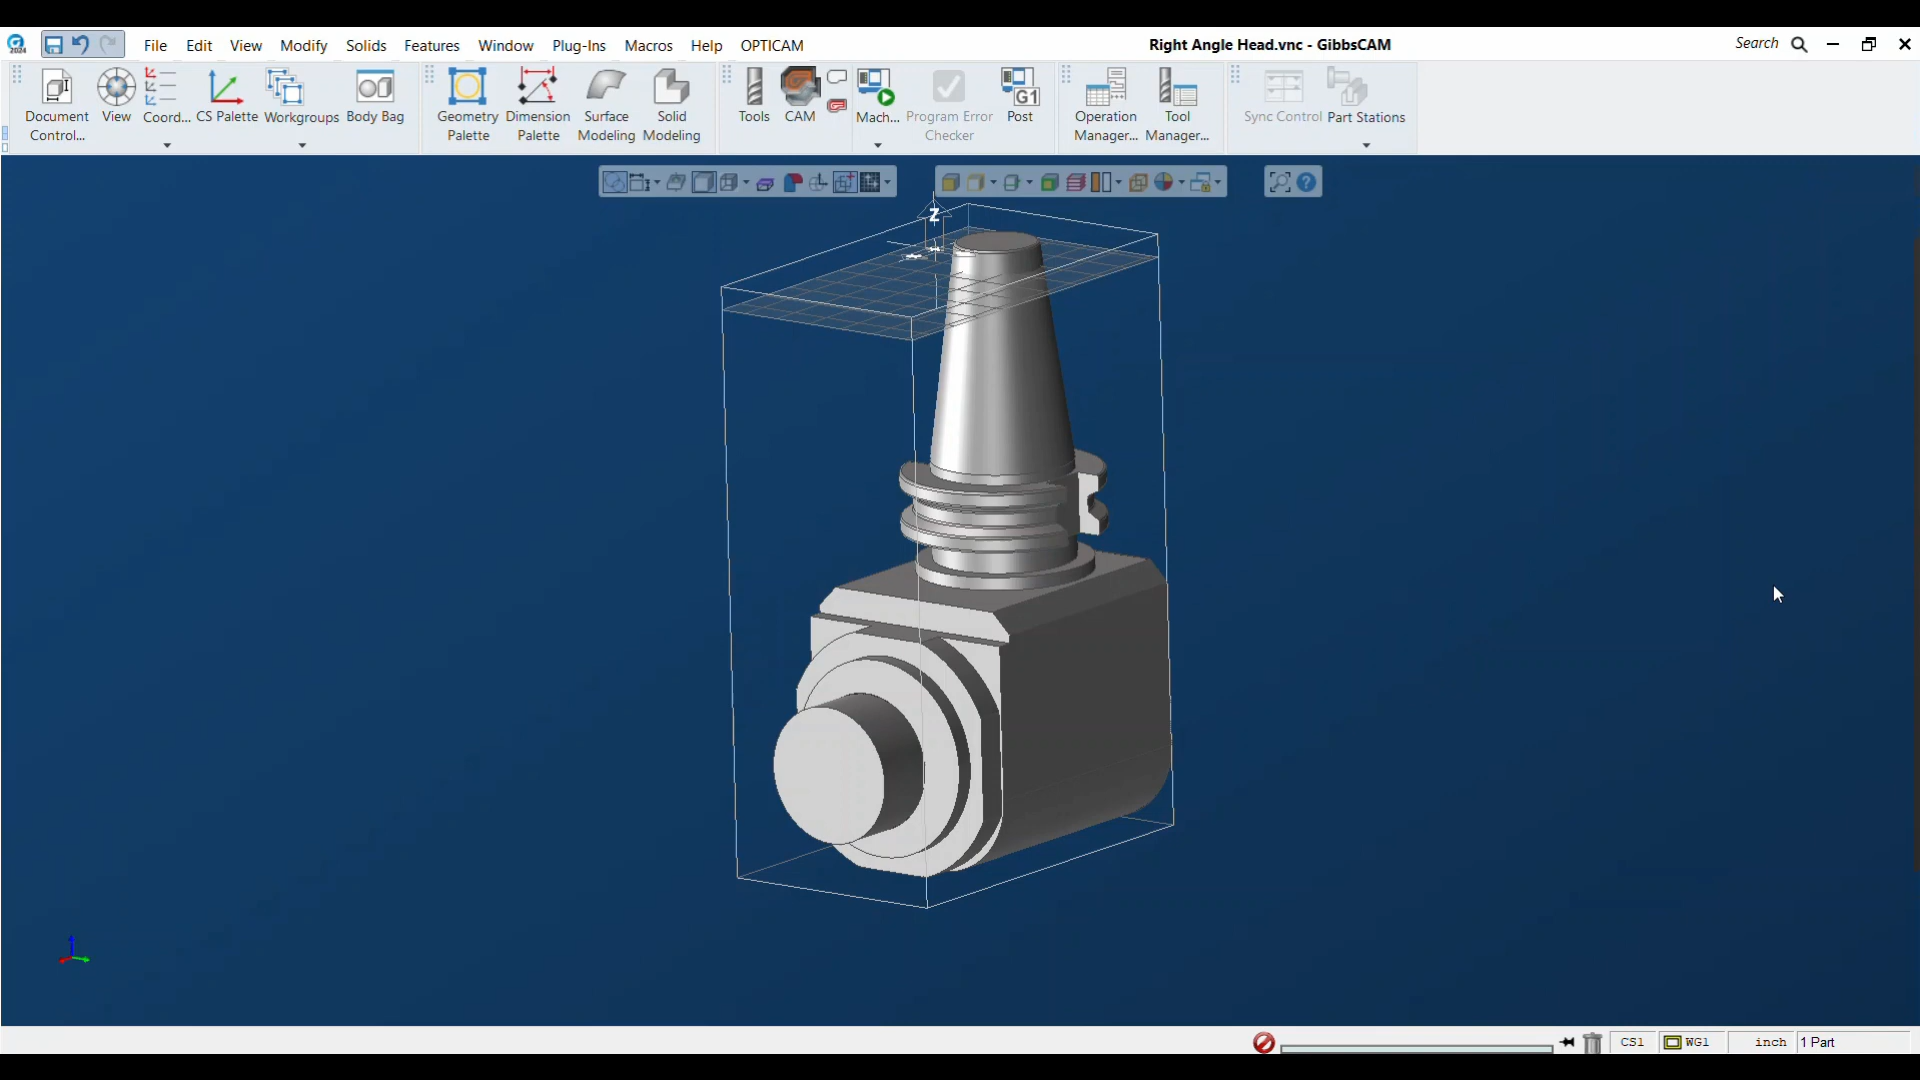 2024
File Edit View Modify Solids Features Window Plug-Ins Macros Help OPTICAM
Right Angle Head.vnc - GibbsCAM
Search
Document Control...
View
Coord...
CS Palette
Workgroups
Body Bag
Geometry Palette
Dimension Palette
Surface Modeling
Solid Modeling
Tools
CAM
Mach...
Program Error Checker
G1
Post
Operation Manager...
Tool Manager...
Sync Control
Part Stations
?
Z
CS1
WG1
inch
1 Part